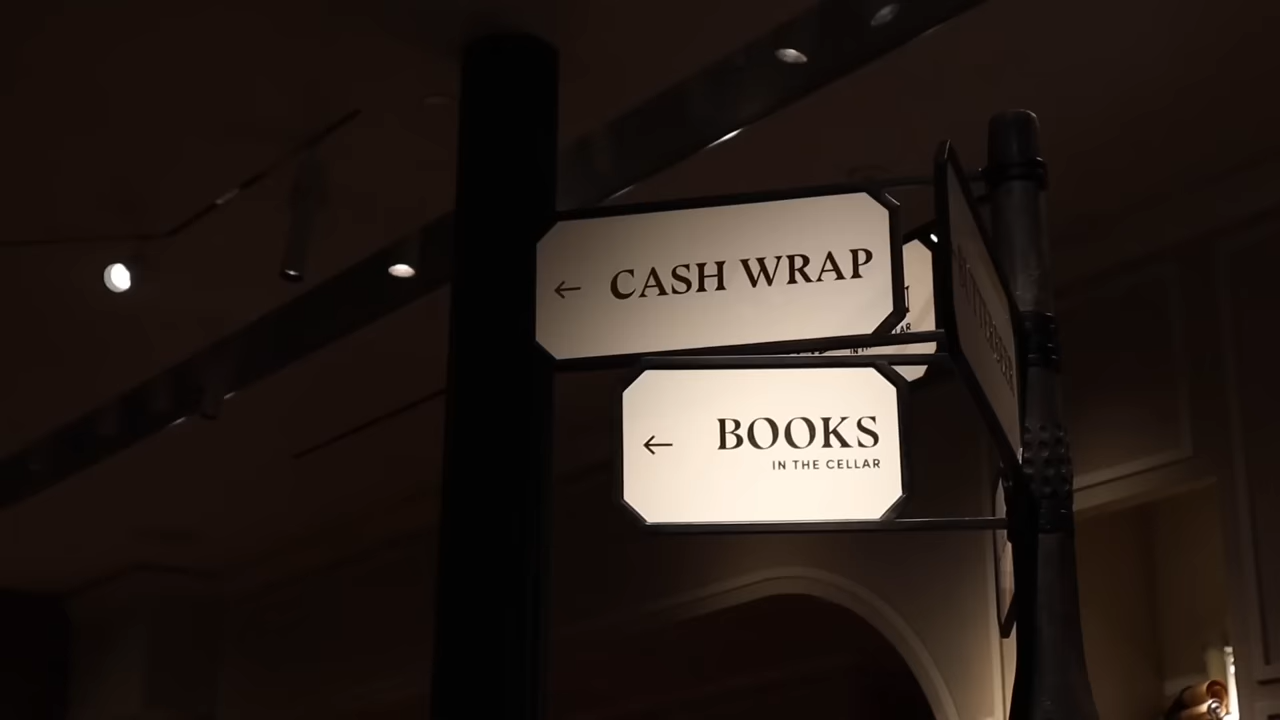 ← CASH WRAP
← BOOKS
IN THE CELLAR